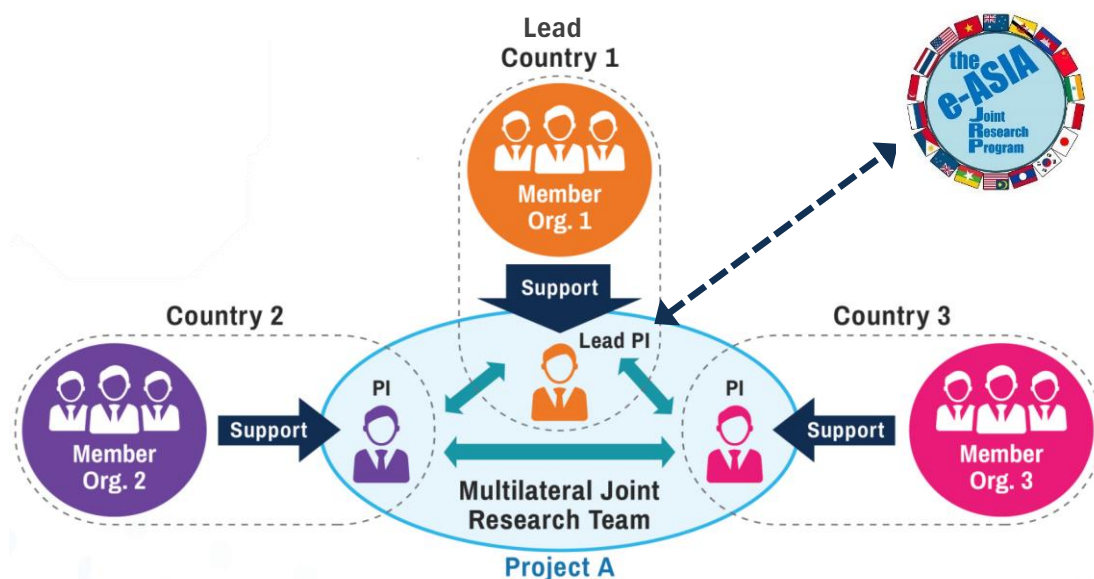 Lead
Country 1
the
e-ASIA
Joint
Research
Program
Member
Org. 1
Support
Country 2
Country 3
Lead PI
PI
PI
Member
Org. 2
Support
Support
Member
Org. 3
Multilateral Joint
Research Team
Project A